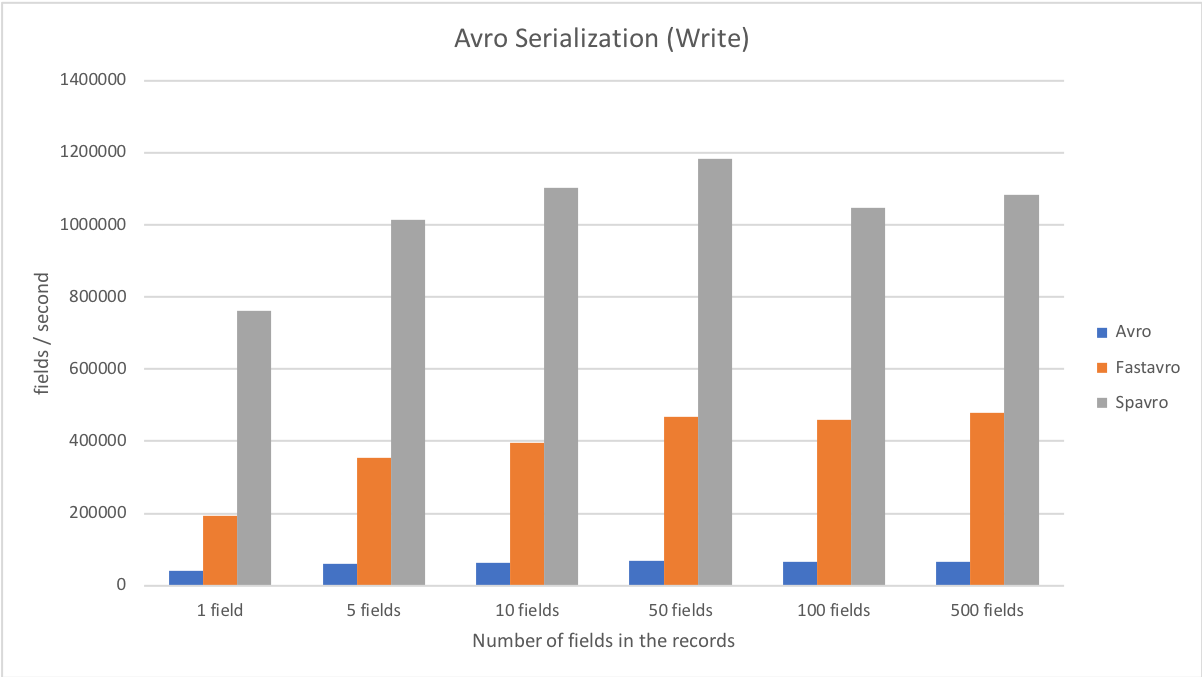 Avro Serialization (Write)
1400000
1200000
1000000
800000
600000
400000
200000
0
fields / second
1 field
5 fields
10 fields
50 fields
100 fields
500 fields
Number of fields in the records
Avro
Fastavro
Spavro